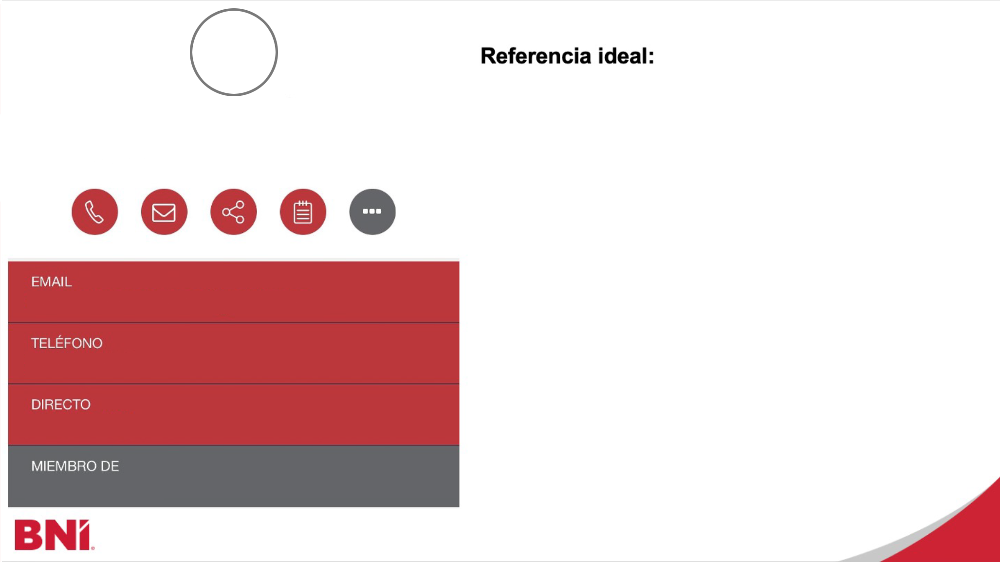 Referencia ideal:
EMAIL
TELÉFONO
DIRECTO
MIEMBRO DE
BNI®